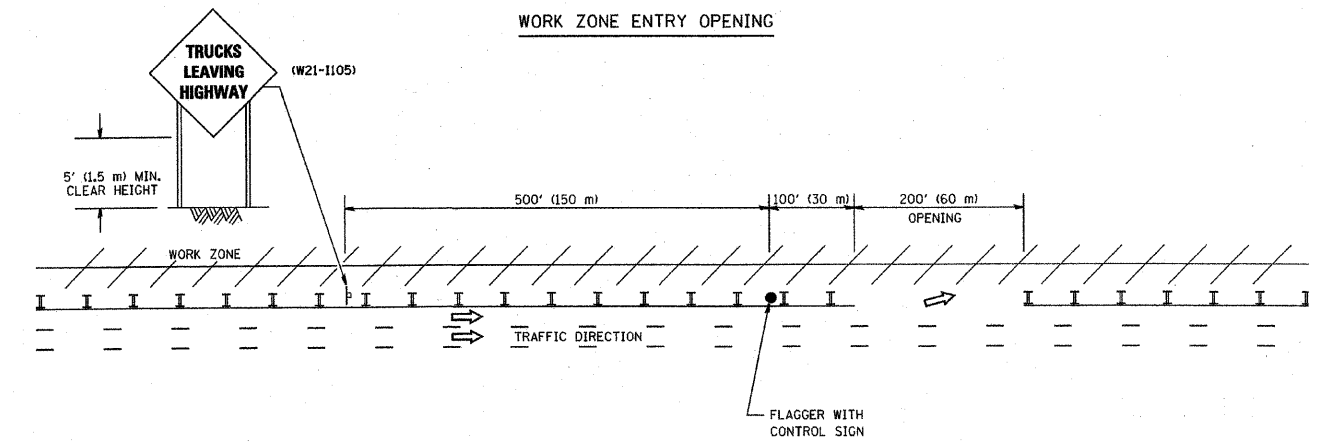 WORK ZONE ENTRY OPENING
TRUCKS
LEAVING
HIGHWAY
(W21-I105)
5' (1.5 m) MIN.
CLEAR HEIGHT
500' (150 m)
100' (30 m)
200' (60 m)
OPENING
WORK ZONE
TRAFFIC DIRECTION
FLAGGER WITH
CONTROL SIGN